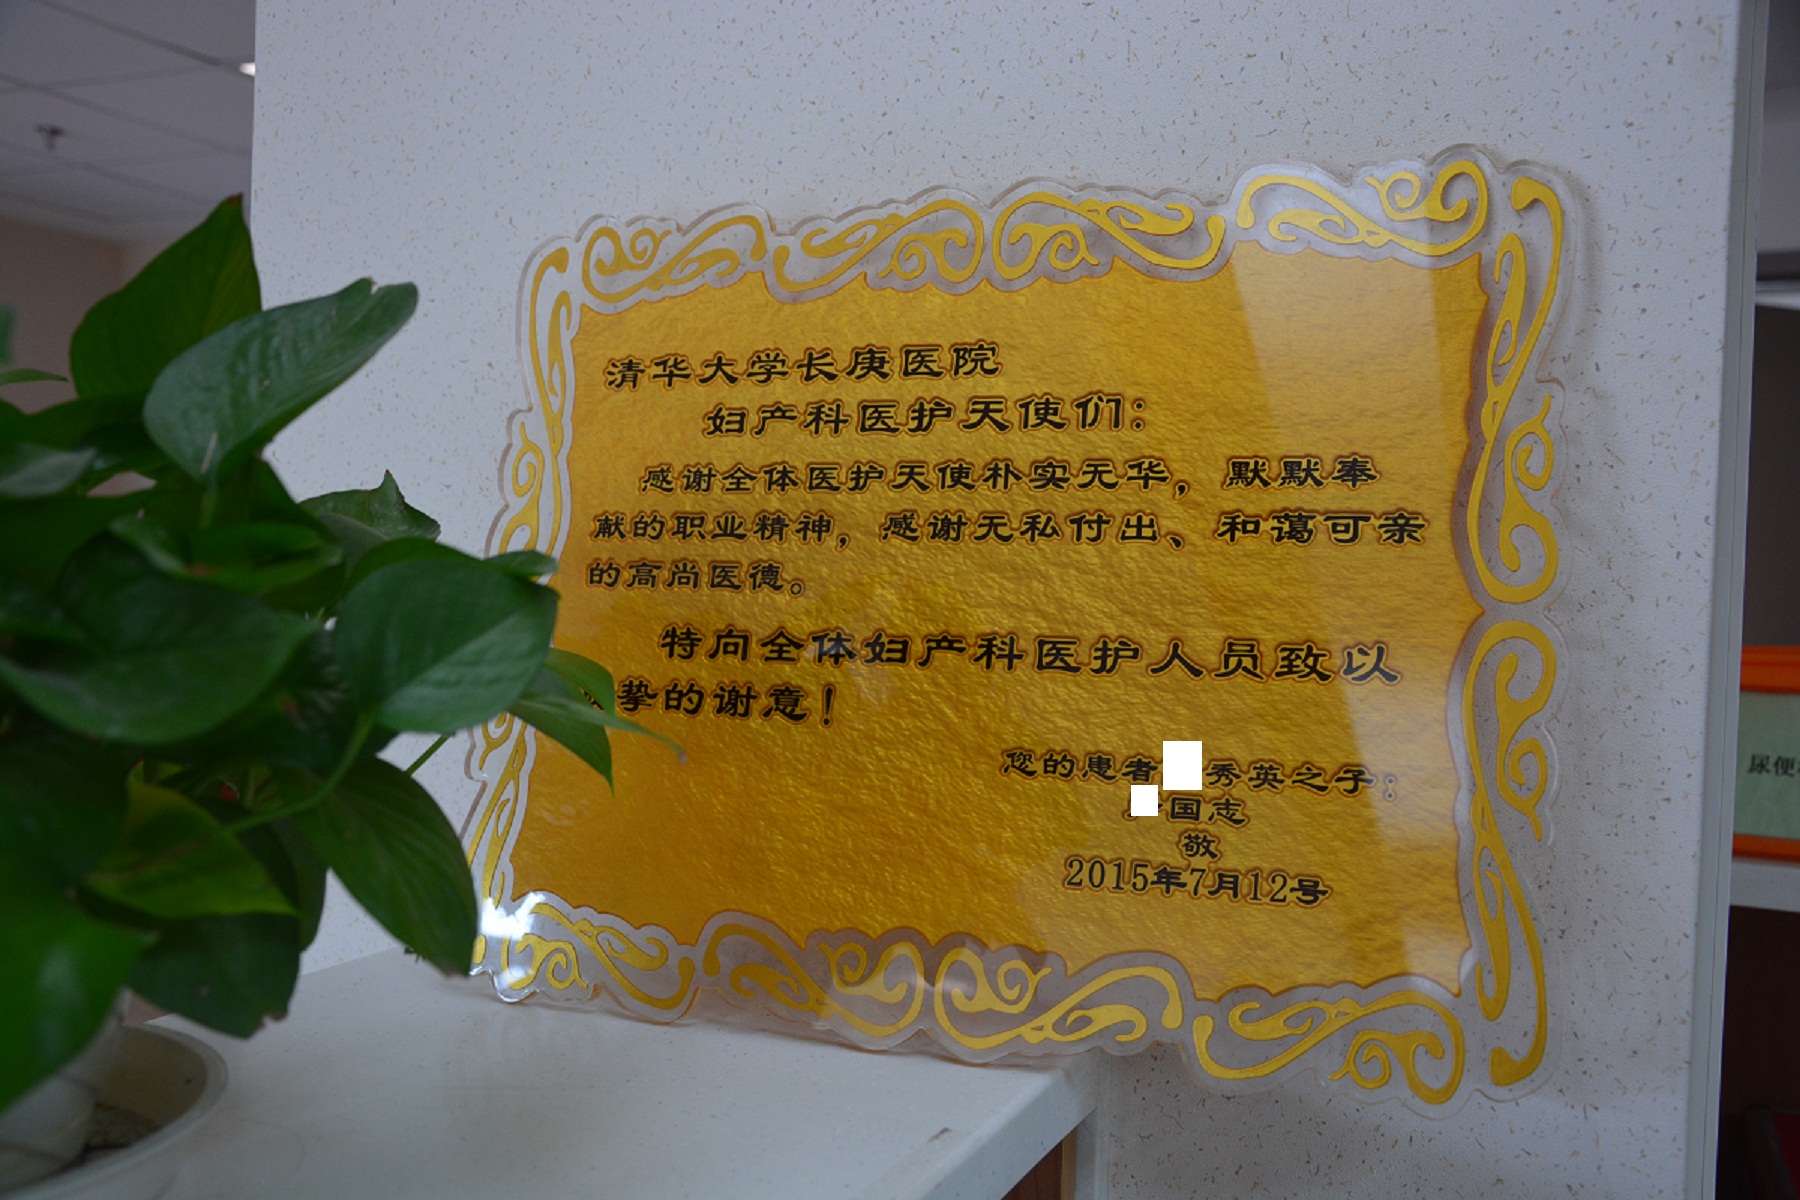 清华大学长庚医院
妇产科医护天使们：
感谢全体医护天使朴实无华，默默奉
献的职业精神，感谢无私付出、和蔼可亲
的高尚医德。
特向全体妇产科医护人员致以
挚的谢意！
您的患者秀英之子：
国志
敬
2015年7月12号
尿便